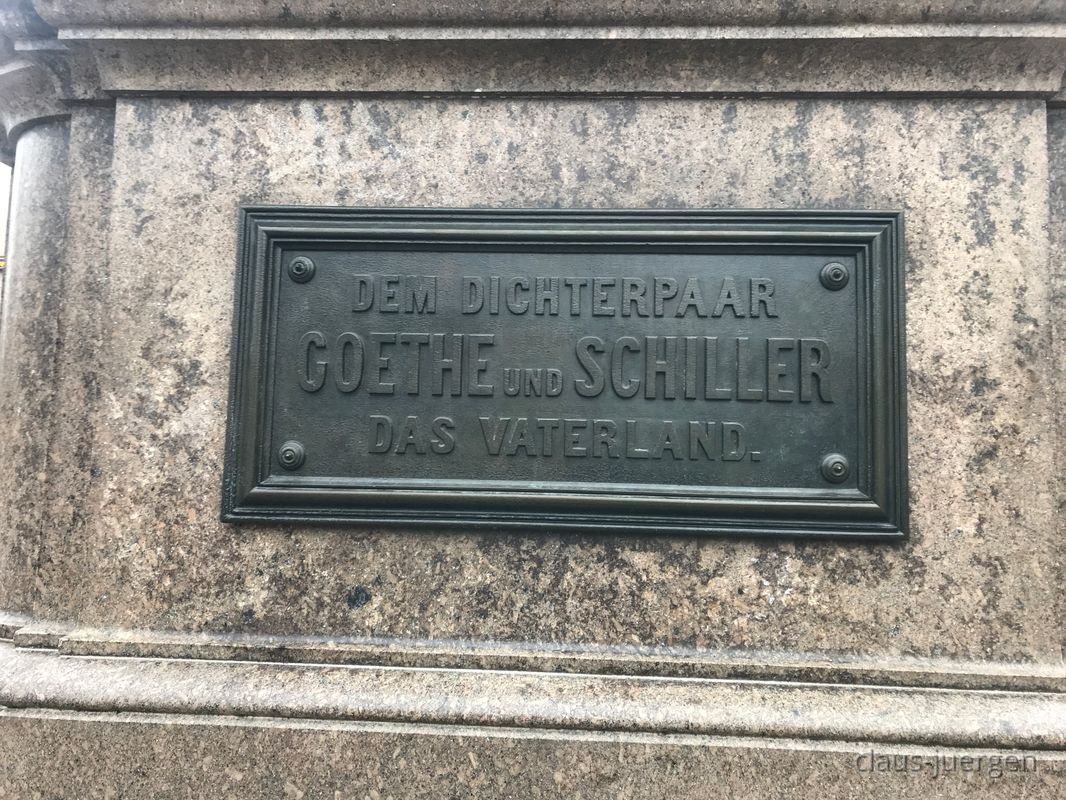 DEM DICHTERPAAR
GOETHE UND SCHILLER
DAS VATERLAND.
claus-juergen